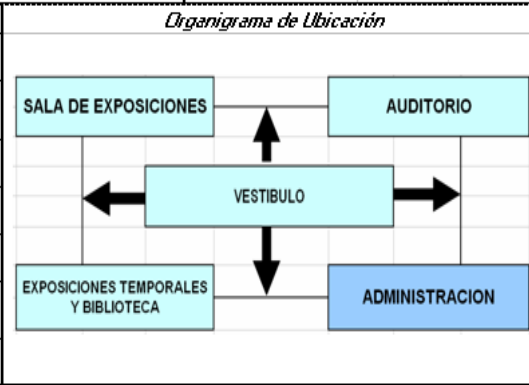 Organigrama de Ubicación
SALA DE EXPOSICIONES
AUDITORIO
VESTIBULO
EXPOSICIONES TEMPORALES
Y BIBLIOTECA
ADMINISTRACION